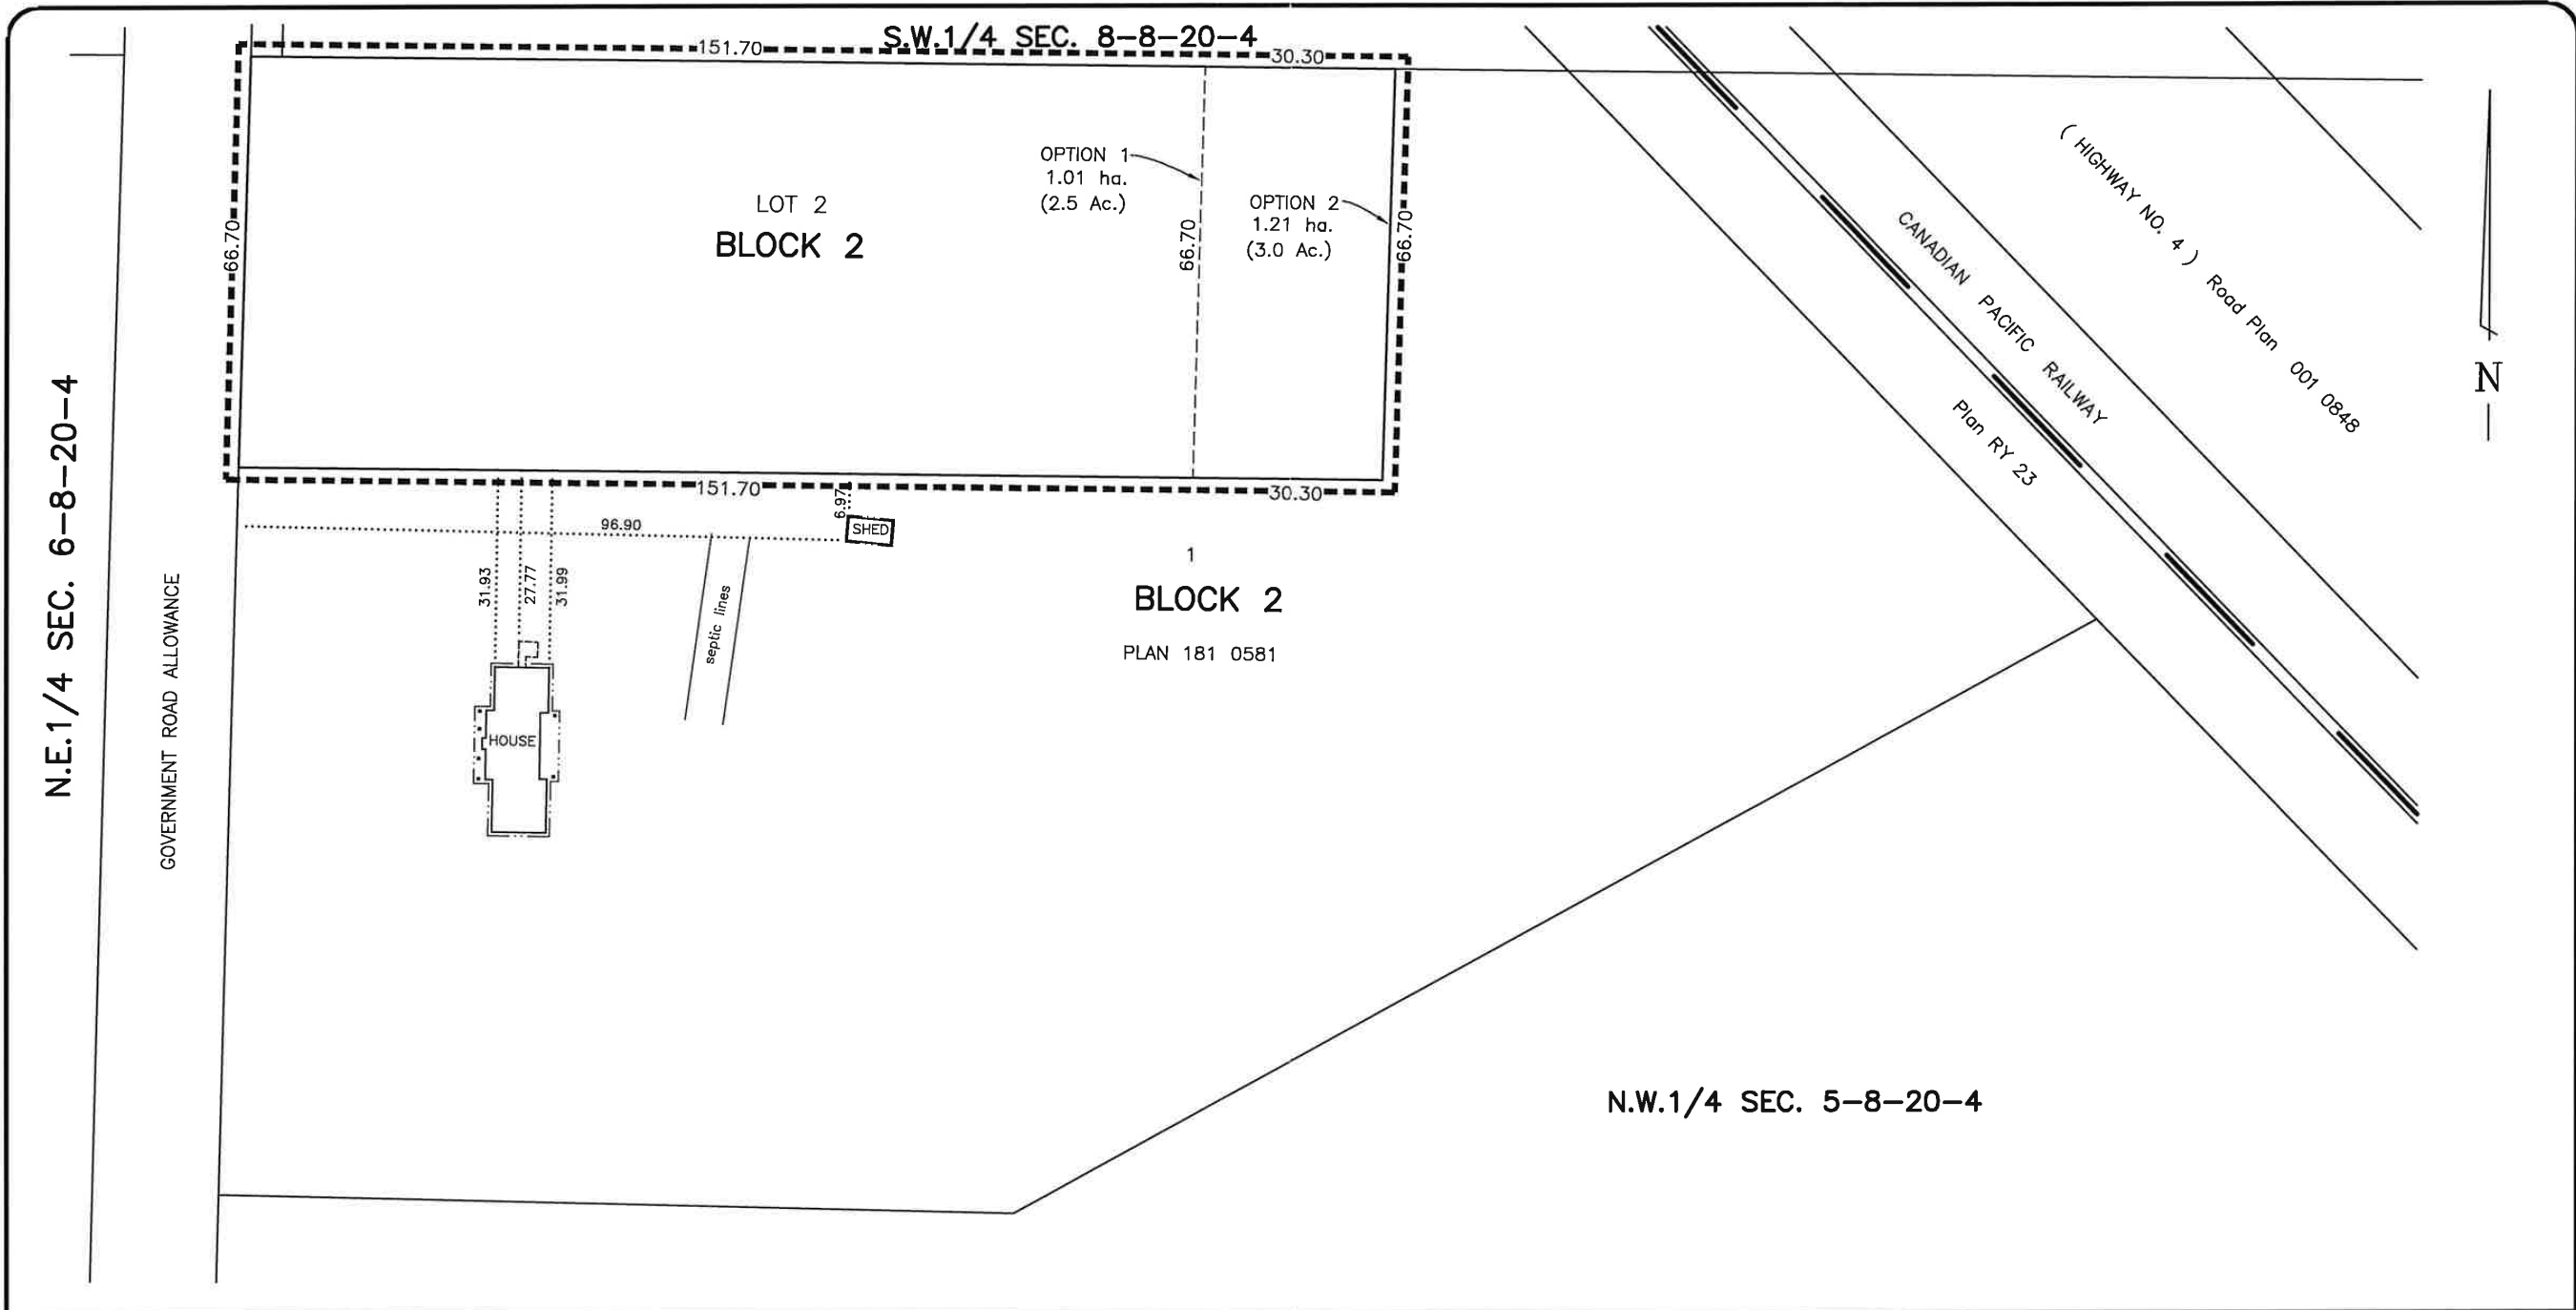 S.W.1/4 SEC. 8-8-20-4
151.70
30.30
66.70
LOT 2
BLOCK 2
OPTION 1
1.01 ha.
(2.5 Ac.)
66.70
OPTION 2
1.21 ha.
(3.0 Ac.)
66.70
( HIGHWAY NO. 4 ) Road Plan 001 0848
CANADIAN PACIFIC RAILWAY
Plan RY 23
N
151.70
30.30
6.97
SHED
96.90
31.93
27.77
31.99
septic lines
HOUSE
1
BLOCK 2
PLAN 181 0581
N.E.1/4 SEC. 6-8-20-4
GOVERNMENT ROAD ALLOWANCE
N.W.1/4 SEC. 5-8-20-4